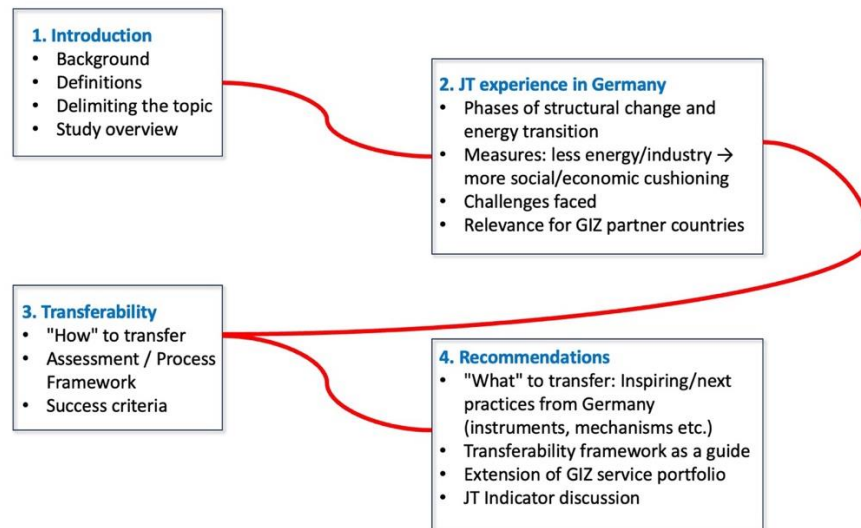 1. Introduction
• Background
• Definitions
• Delimiting the topic
• Study overview
2. JT experience in Germany
• Phases of structural change and
energy transition
• Measures: less energy/industry →
more social/economic cushioning
• Challenges faced
• Relevance for GIZ partner countries
3. Transferability
• "How" to transfer
• Assessment / Process
Framework
• Success criteria
4. Recommendations
• "What" to transfer: Inspiring/next
practices from Germany
(instruments, mechanisms etc.)
• Transferability framework as a guide
• Extension of GIZ service portfolio
• JT Indicator discussion